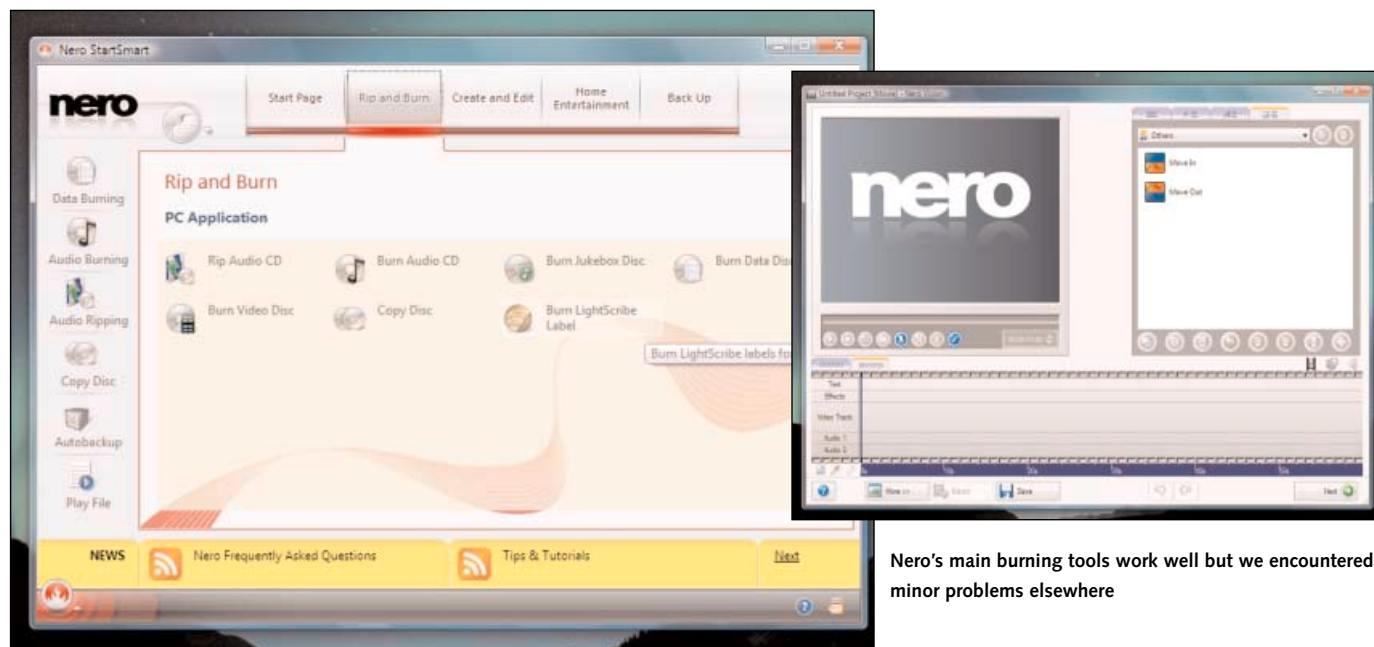 Nero StartSmart
nero
Start Page
Rip and Burn
Create and Edit
Home
Entertainment
Back Up
Data Burning
Audio Burning
Audio Ripping
Copy Disc
Autobackup
Play File
Rip and Burn
PC Application
Rip Audio CD
Burn Audio CD
Burn Jukebox Disc
Burn Data Dis
Burn Video Disc
Copy Disc
Burn LightScribe
Label
Burn LightScribe labels fo
NEWS
Nero Frequently Asked Questions
Tips & Tutorials
Next
nero
Others
Move In
Move Out
Text
Effects
Video Track
Audio 1
Audio 2
Save
Next
Nero's main burning tools work well but we encountered
minor problems elsewhere